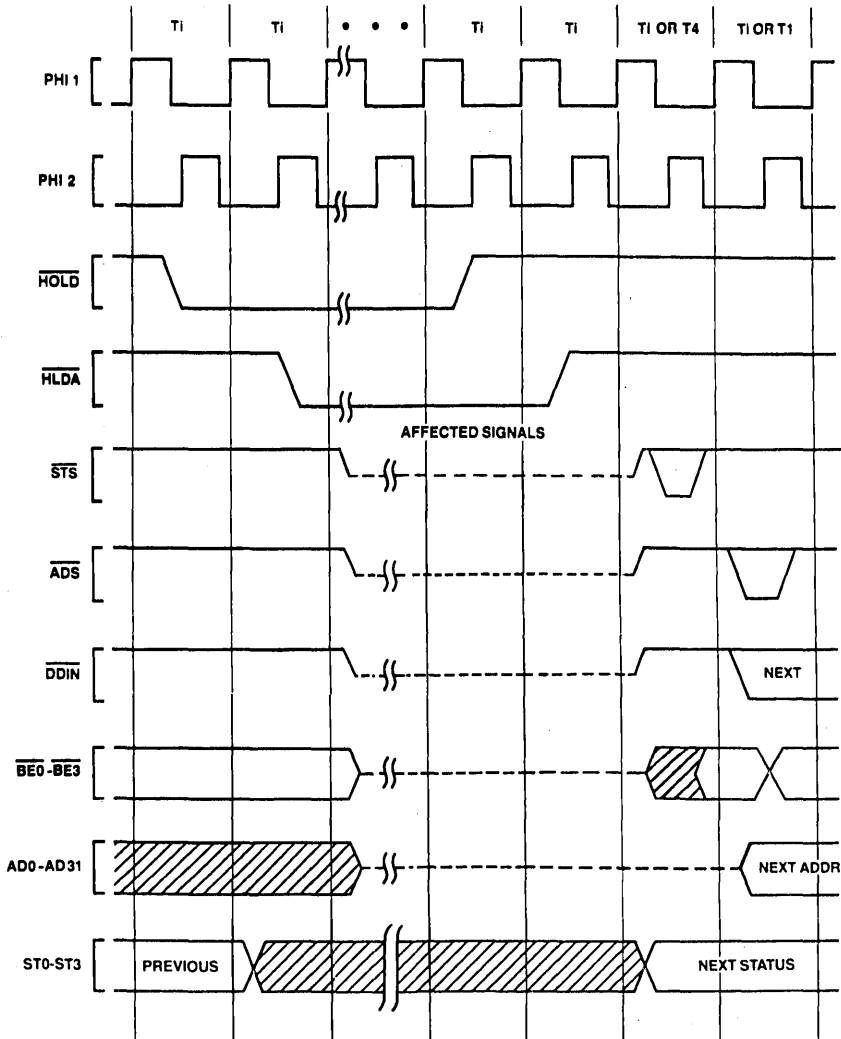 Ti Ti • • • Ti Ti Ti OR T4 Ti OR T1
PHI 1
PHI 2
HOLD
HLDA
AFFECTED SIGNALS
STS
ADS
DDIN NEXT
BE0-BE3
AD0-AD31 NEXT ADDR
ST0-ST3 PREVIOUS NEXT STATUS